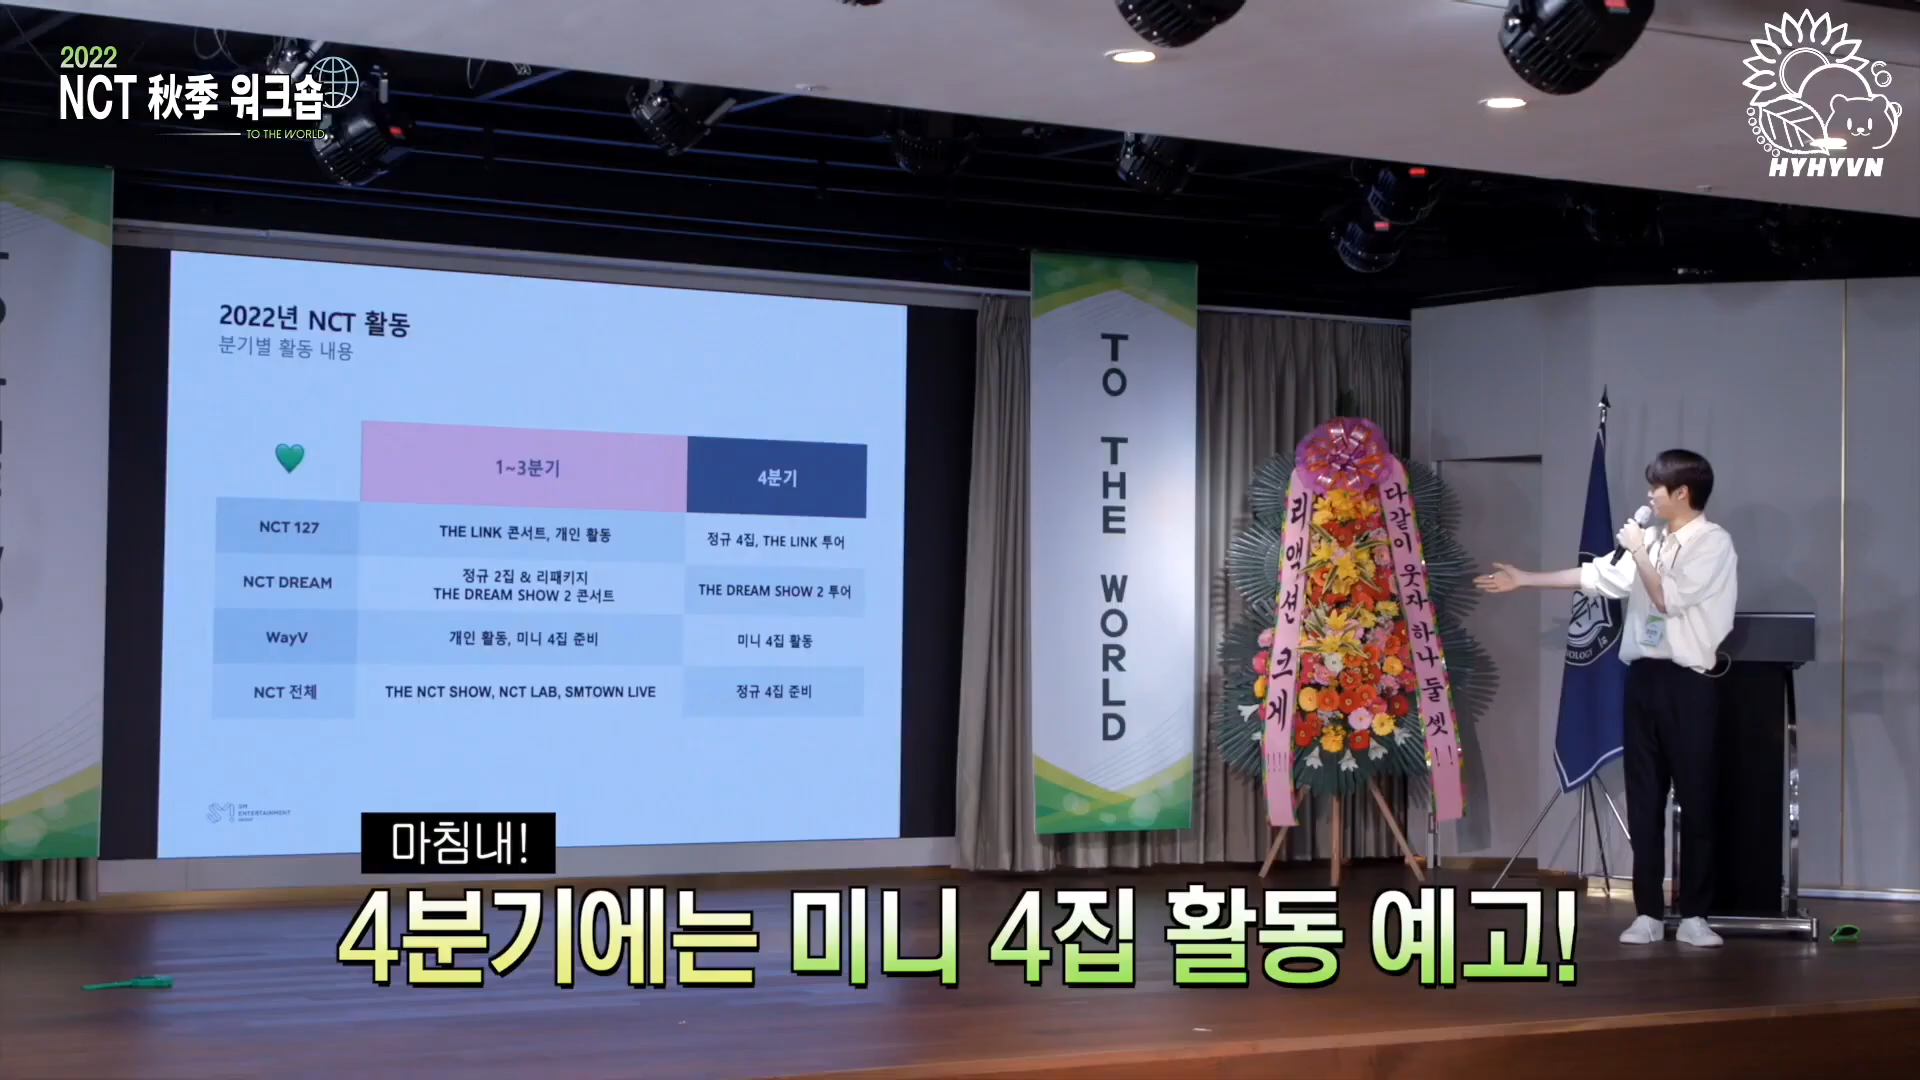 2022
NCT 秋季 워크숍
TO THE WORLD
HYHYVN
2022년 NCT 활동
분기별 활동 내용
1~3분기
4분기
NCT 127
THE LINK 콘서트, 개인 활동
정규 4집, THE LINK 투어
NCT DREAM
정규 2집 & 리패키지
THE DREAM SHOW 2 콘서트
THE DREAM SHOW 2 투어
WayV
개인 활동, 미니 4집 준비
미니 4집 활동
NCT 전체
THE NCT SHOW, NCT LAB, SMTOWN LIVE
정규 4집 준비
SM
ENTERTAINMENT
TO THE WORLD
리액션 크게 !!!!
다같이 웃자 하나 둘 셋 !!
마침내!
4분기에는 미니 4집 활동 예고!